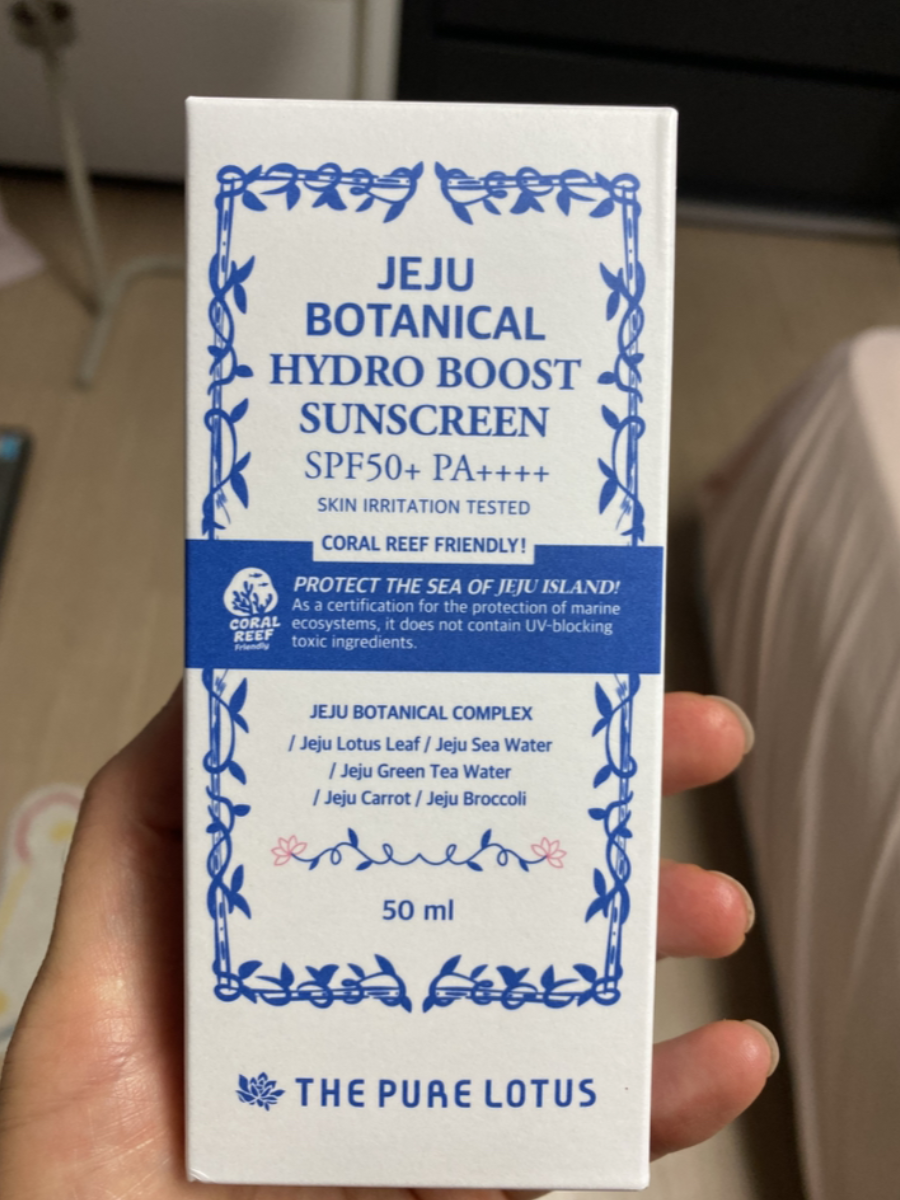 JEJU
BOTANICAL
HYDRO BOOST
SUNSCREEN
SPF50+ PA++++
SKIN IRRITATION TESTED
CORAL REEF FRIENDLY!
CORAL
REEF
Friendly
PROTECT THE SEA OF JEJU ISLAND!
As a certification for the protection of marine
ecosystems, it does not contain UV-blocking
toxic ingredients.
JEJU BOTANICAL COMPLEX
/ Jeju Lotus Leaf / Jeju Sea Water
/ Jeju Green Tea Water
/ Jeju Carrot / Jeju Broccoli
50 ml
THE PURE LOTUS